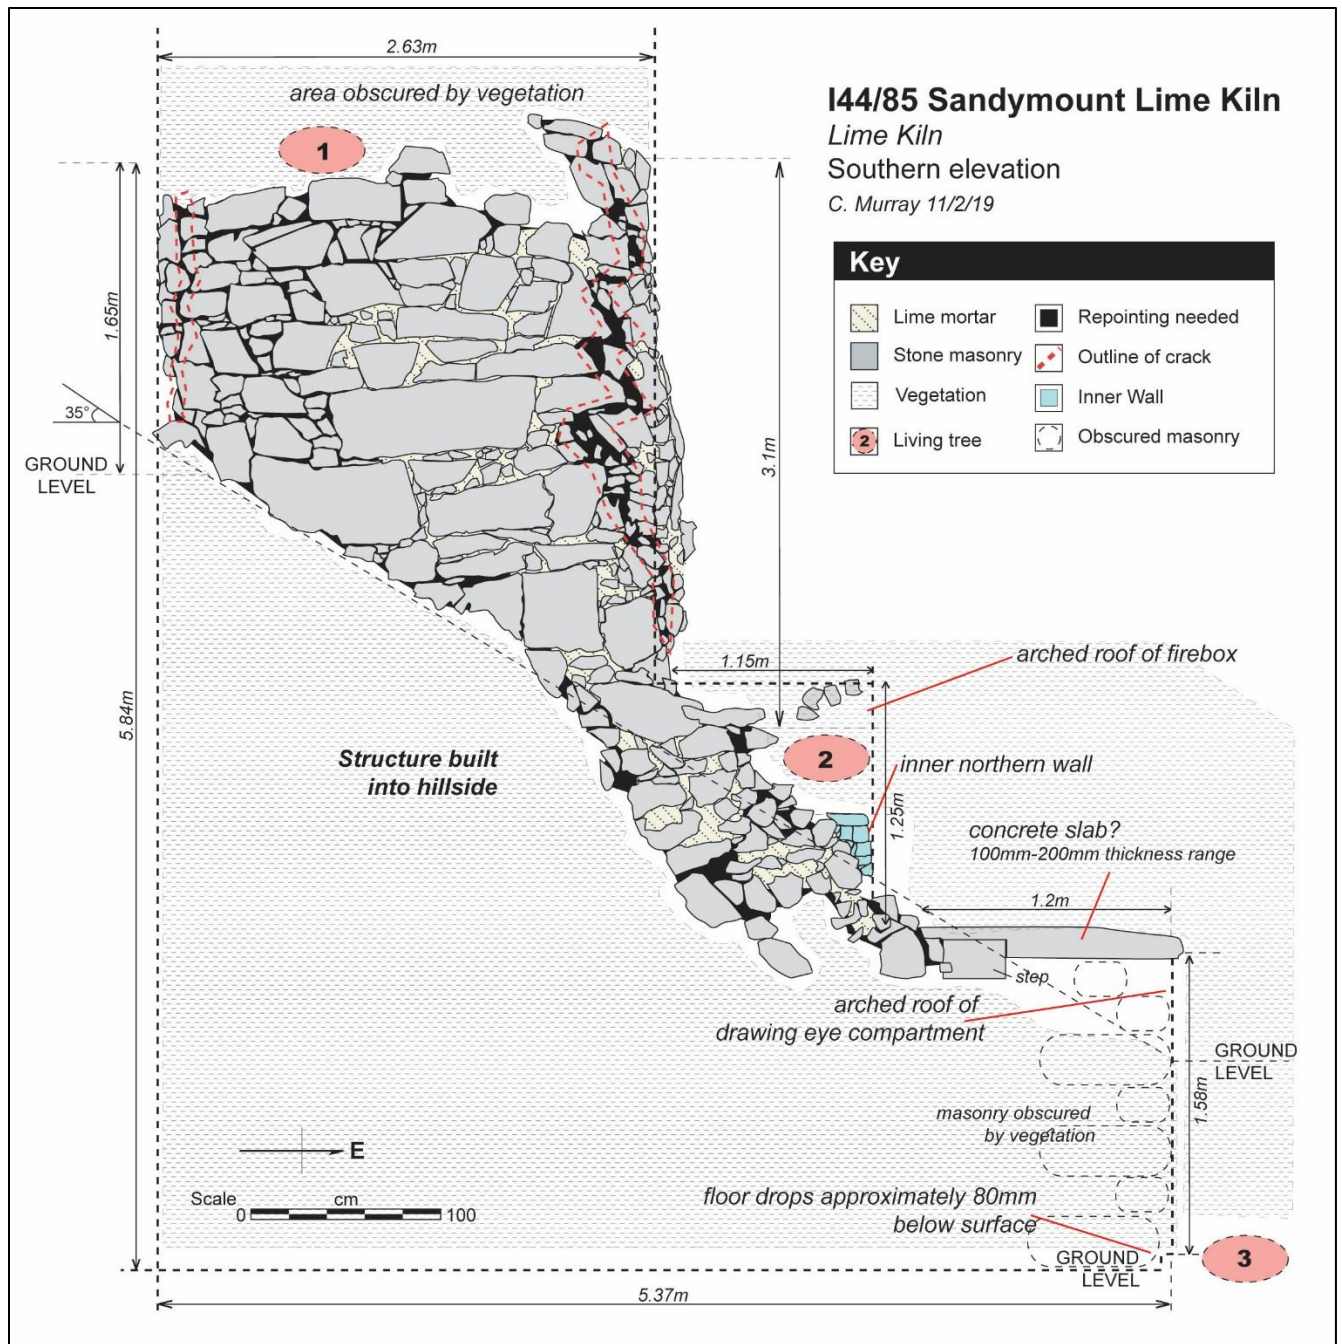 2.63m
area obscured by vegetation
1
I44/85 Sandymount Lime Kiln
Lime Kiln
Southern elevation
C. Murray 11/2/19
Key
Lime mortar
Repointing needed
Stone masonry
Outline of crack
Vegetation
Inner Wall
2
Living tree
Obscured masonry
1.65m
35°
GROUND
LEVEL
3.1m
5.84m
1.15m
arched roof of firebox
Structure built
into hillside
2
inner northern wall
1.25m
concrete slab?
100mm-200mm thickness range
1.2m
step
arched roof of
drawing eye compartment
GROUND
LEVEL
1.58m
masonry obscured
by vegetation
E
Scale
cm
0
100
floor drops approximately 80mm
below surface
GROUND
LEVEL
3
5.37m